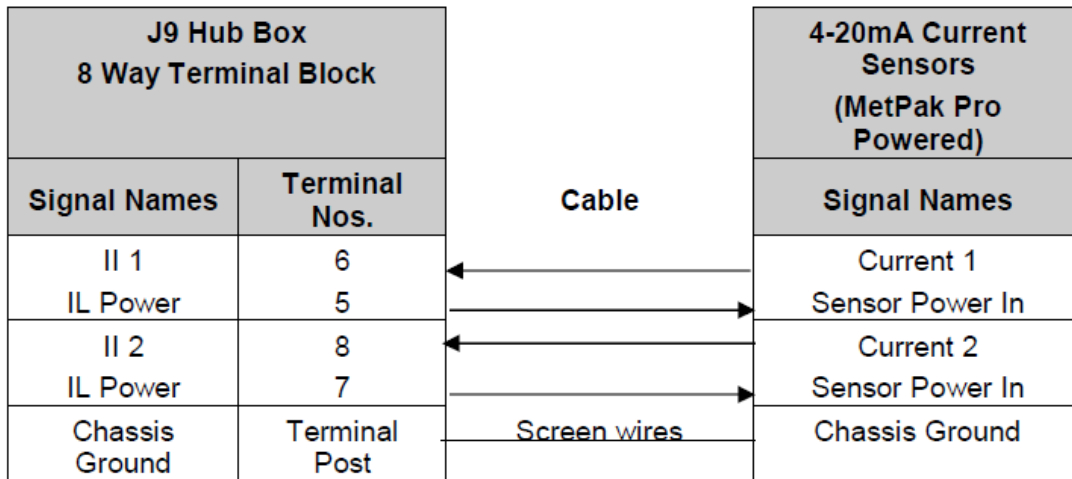 J9 Hub Box
8 Way Terminal Block
4-20mA Current
Sensors
(MetPak Pro
Powered)
Signal Names
Terminal
Nos.
Cable
Signal Names
II 1
6
Current 1
IL Power
5
Sensor Power In
II 2
8
Current 2
IL Power
7
Sensor Power In
Chassis
Ground
Terminal
Post
Screen wires
Chassis Ground